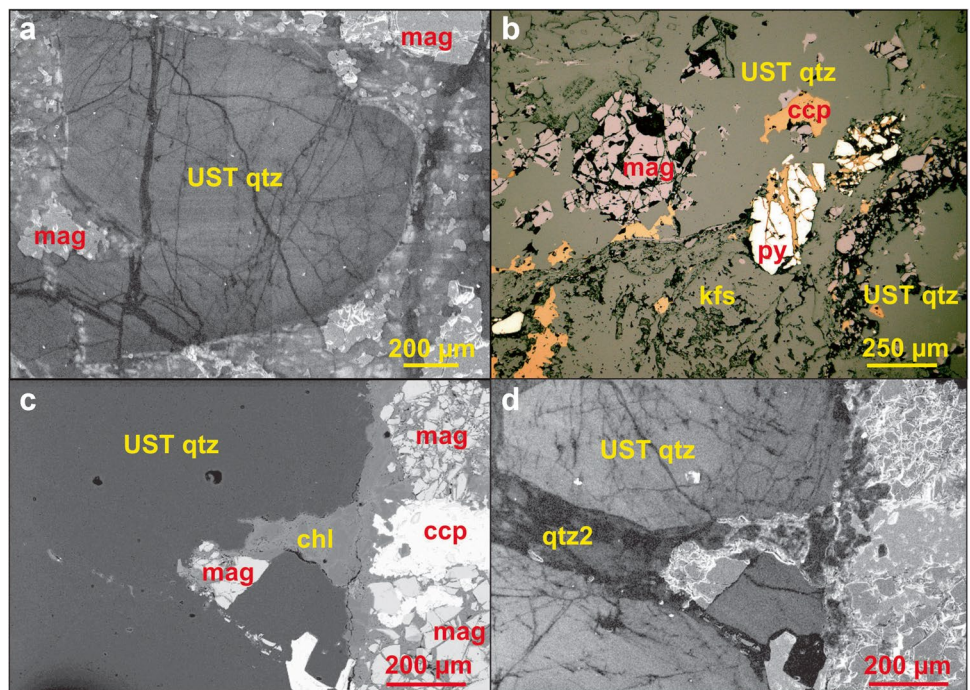 a
mag
UST qtz
mag
200 µm
b
UST qtz
ccp
mag
py
kfs
UST qtz
250 µm
c
UST qtz
mag
ccp
chl
mag
mag
200 µm
d
UST qtz
qtz2
200 µm